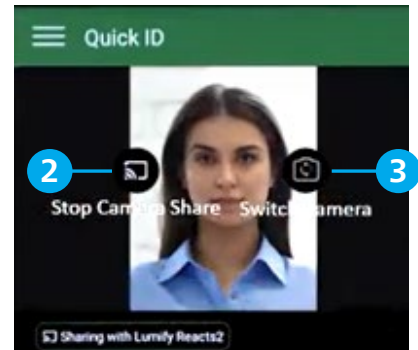 Quick ID
2
3
Stop Camera Share Switch Camera
Sharing with Lumify Reacts2